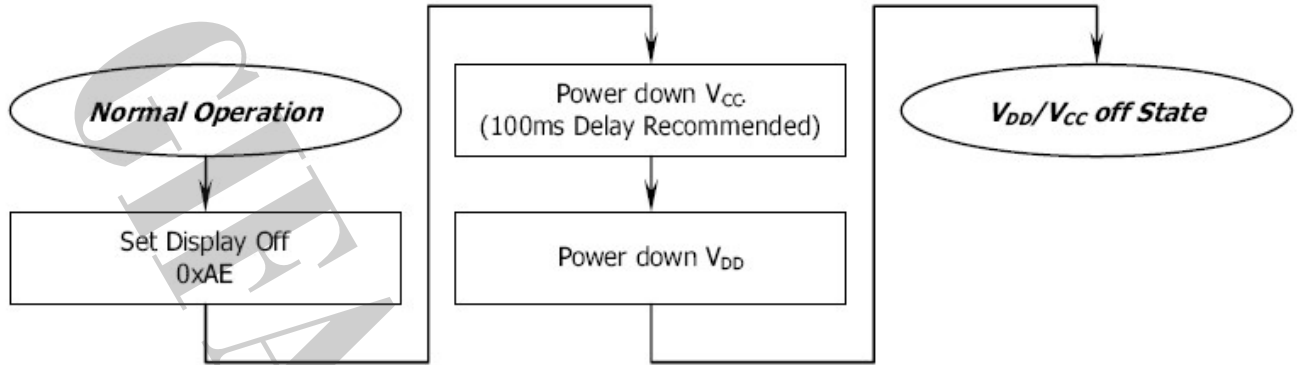 Normal Operation
Set Display Off
0xAE
Power down VCC.
(100ms Delay Recommended)
Power down VDD
VDD/VCC off State